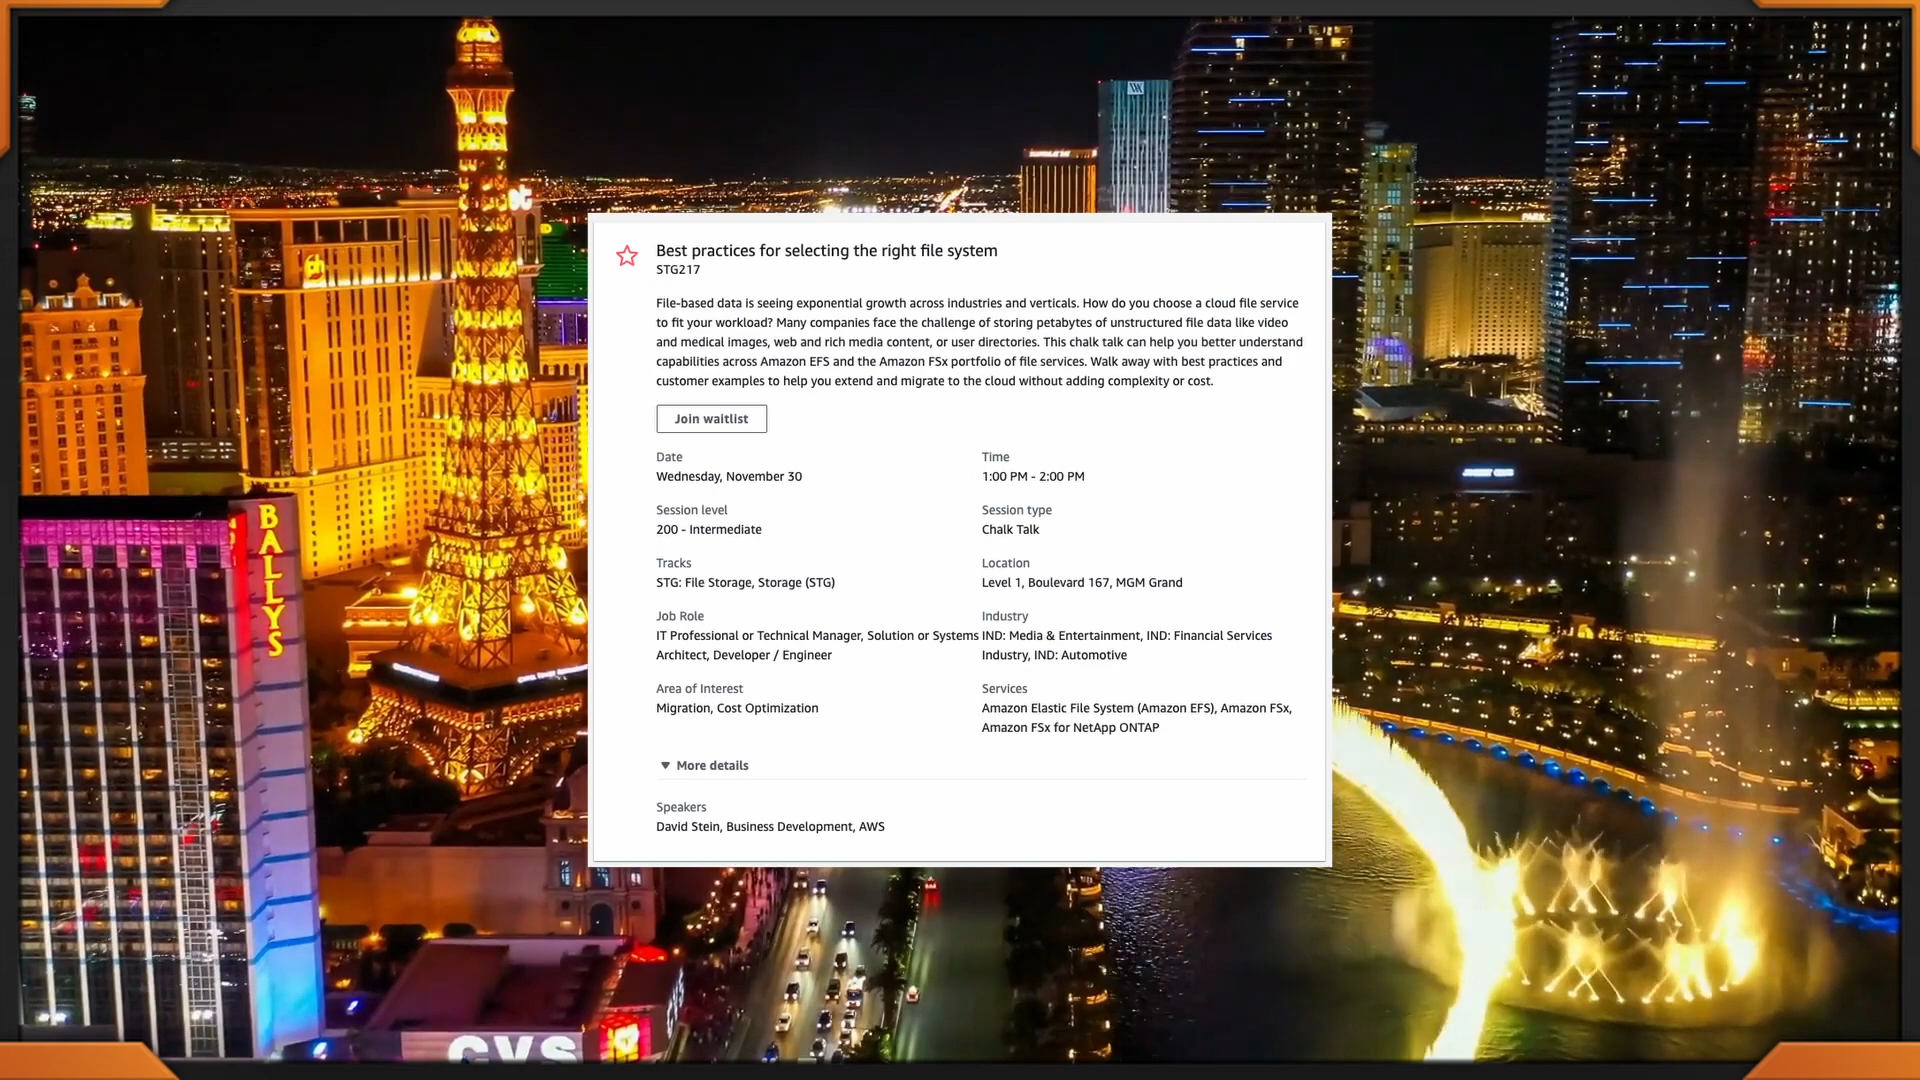 Best practices for selecting the right file system
STG217
File-based data is seeing exponential growth across industries and verticals. How do you choose a cloud file service
to fit your workload? Many companies face the challenge of storing petabytes of unstructured file data like video
and medical images, web and rich media content, or user directories. This chalk talk can help you better understand
capabilities across Amazon EFS and the Amazon FSx portfolio of file services. Walk away with best practices and
customer examples to help you extend and migrate to the cloud without adding complexity or cost.
Join waitlist
Date
Wednesday, November 30
Time
1:00 PM - 2:00 PM
Session level
200 - Intermediate
Session type
Chalk Talk
Tracks
STG: File Storage, Storage (STG)
Location
Level 1, Boulevard 167, MGM Grand
Job Role
IT Professional or Technical Manager, Solution or Systems
Architect, Developer / Engineer
Industry
IND: Media & Entertainment, IND: Financial Services
Industry, IND: Automotive
Area of Interest
Migration, Cost Optimization
Services
Amazon Elastic File System (Amazon EFS), Amazon FSx,
Amazon FSx for NetApp ONTAP
More details
Speakers
David Stein, Business Development, AWS
BALLYS
CVS
PARK